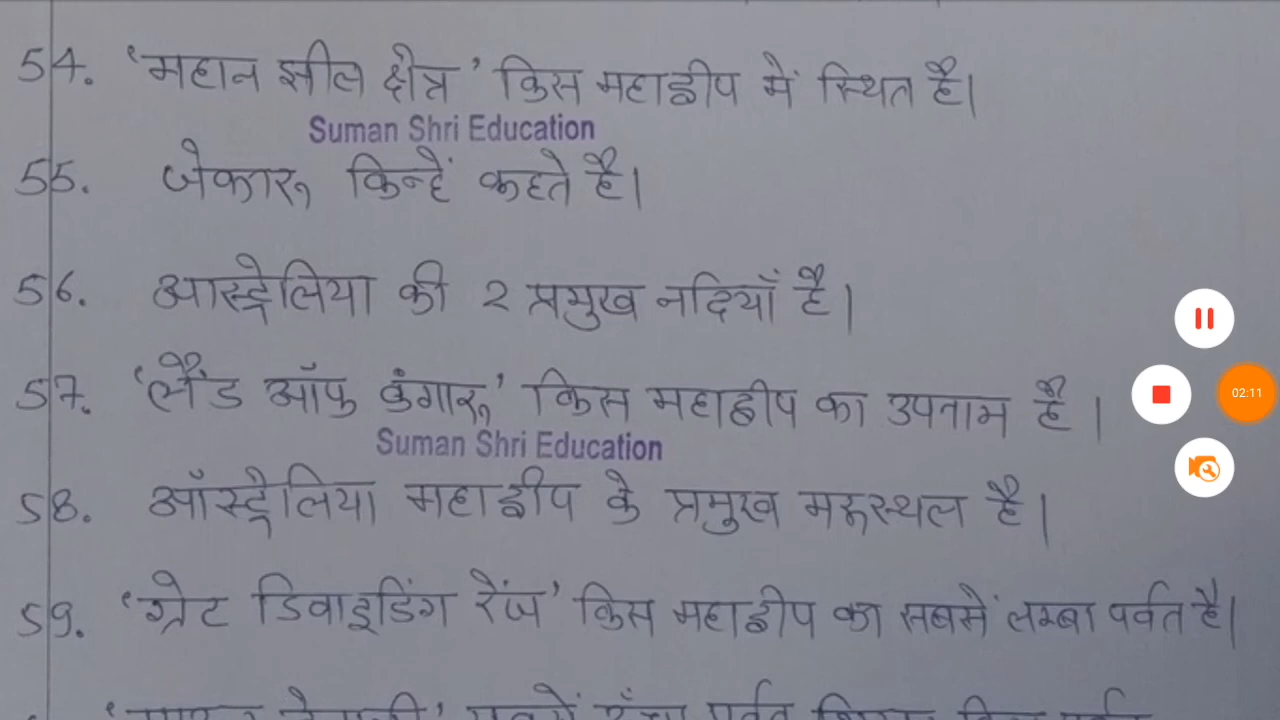 54. 'महान झील क्षेत्र' किस महाद्वीप में स्थित है।
Suman Shri Education
55. जेकारू किन्हें कहते है।
56. आस्ट्रेलिया की २ प्रमुख नदियाँ है।
57. 'लैंड ऑफ कंगारू' किस महाद्वीप का उपनाम है।
Suman Shri Education
58. ऑस्ट्रेलिया महाद्वीप के प्रमुख मरूस्थल है।
02:11
59. 'ग्रेट डिवाइडिंग रेंज' किस महाद्वीप का सबसें लम्बा पर्वत है।